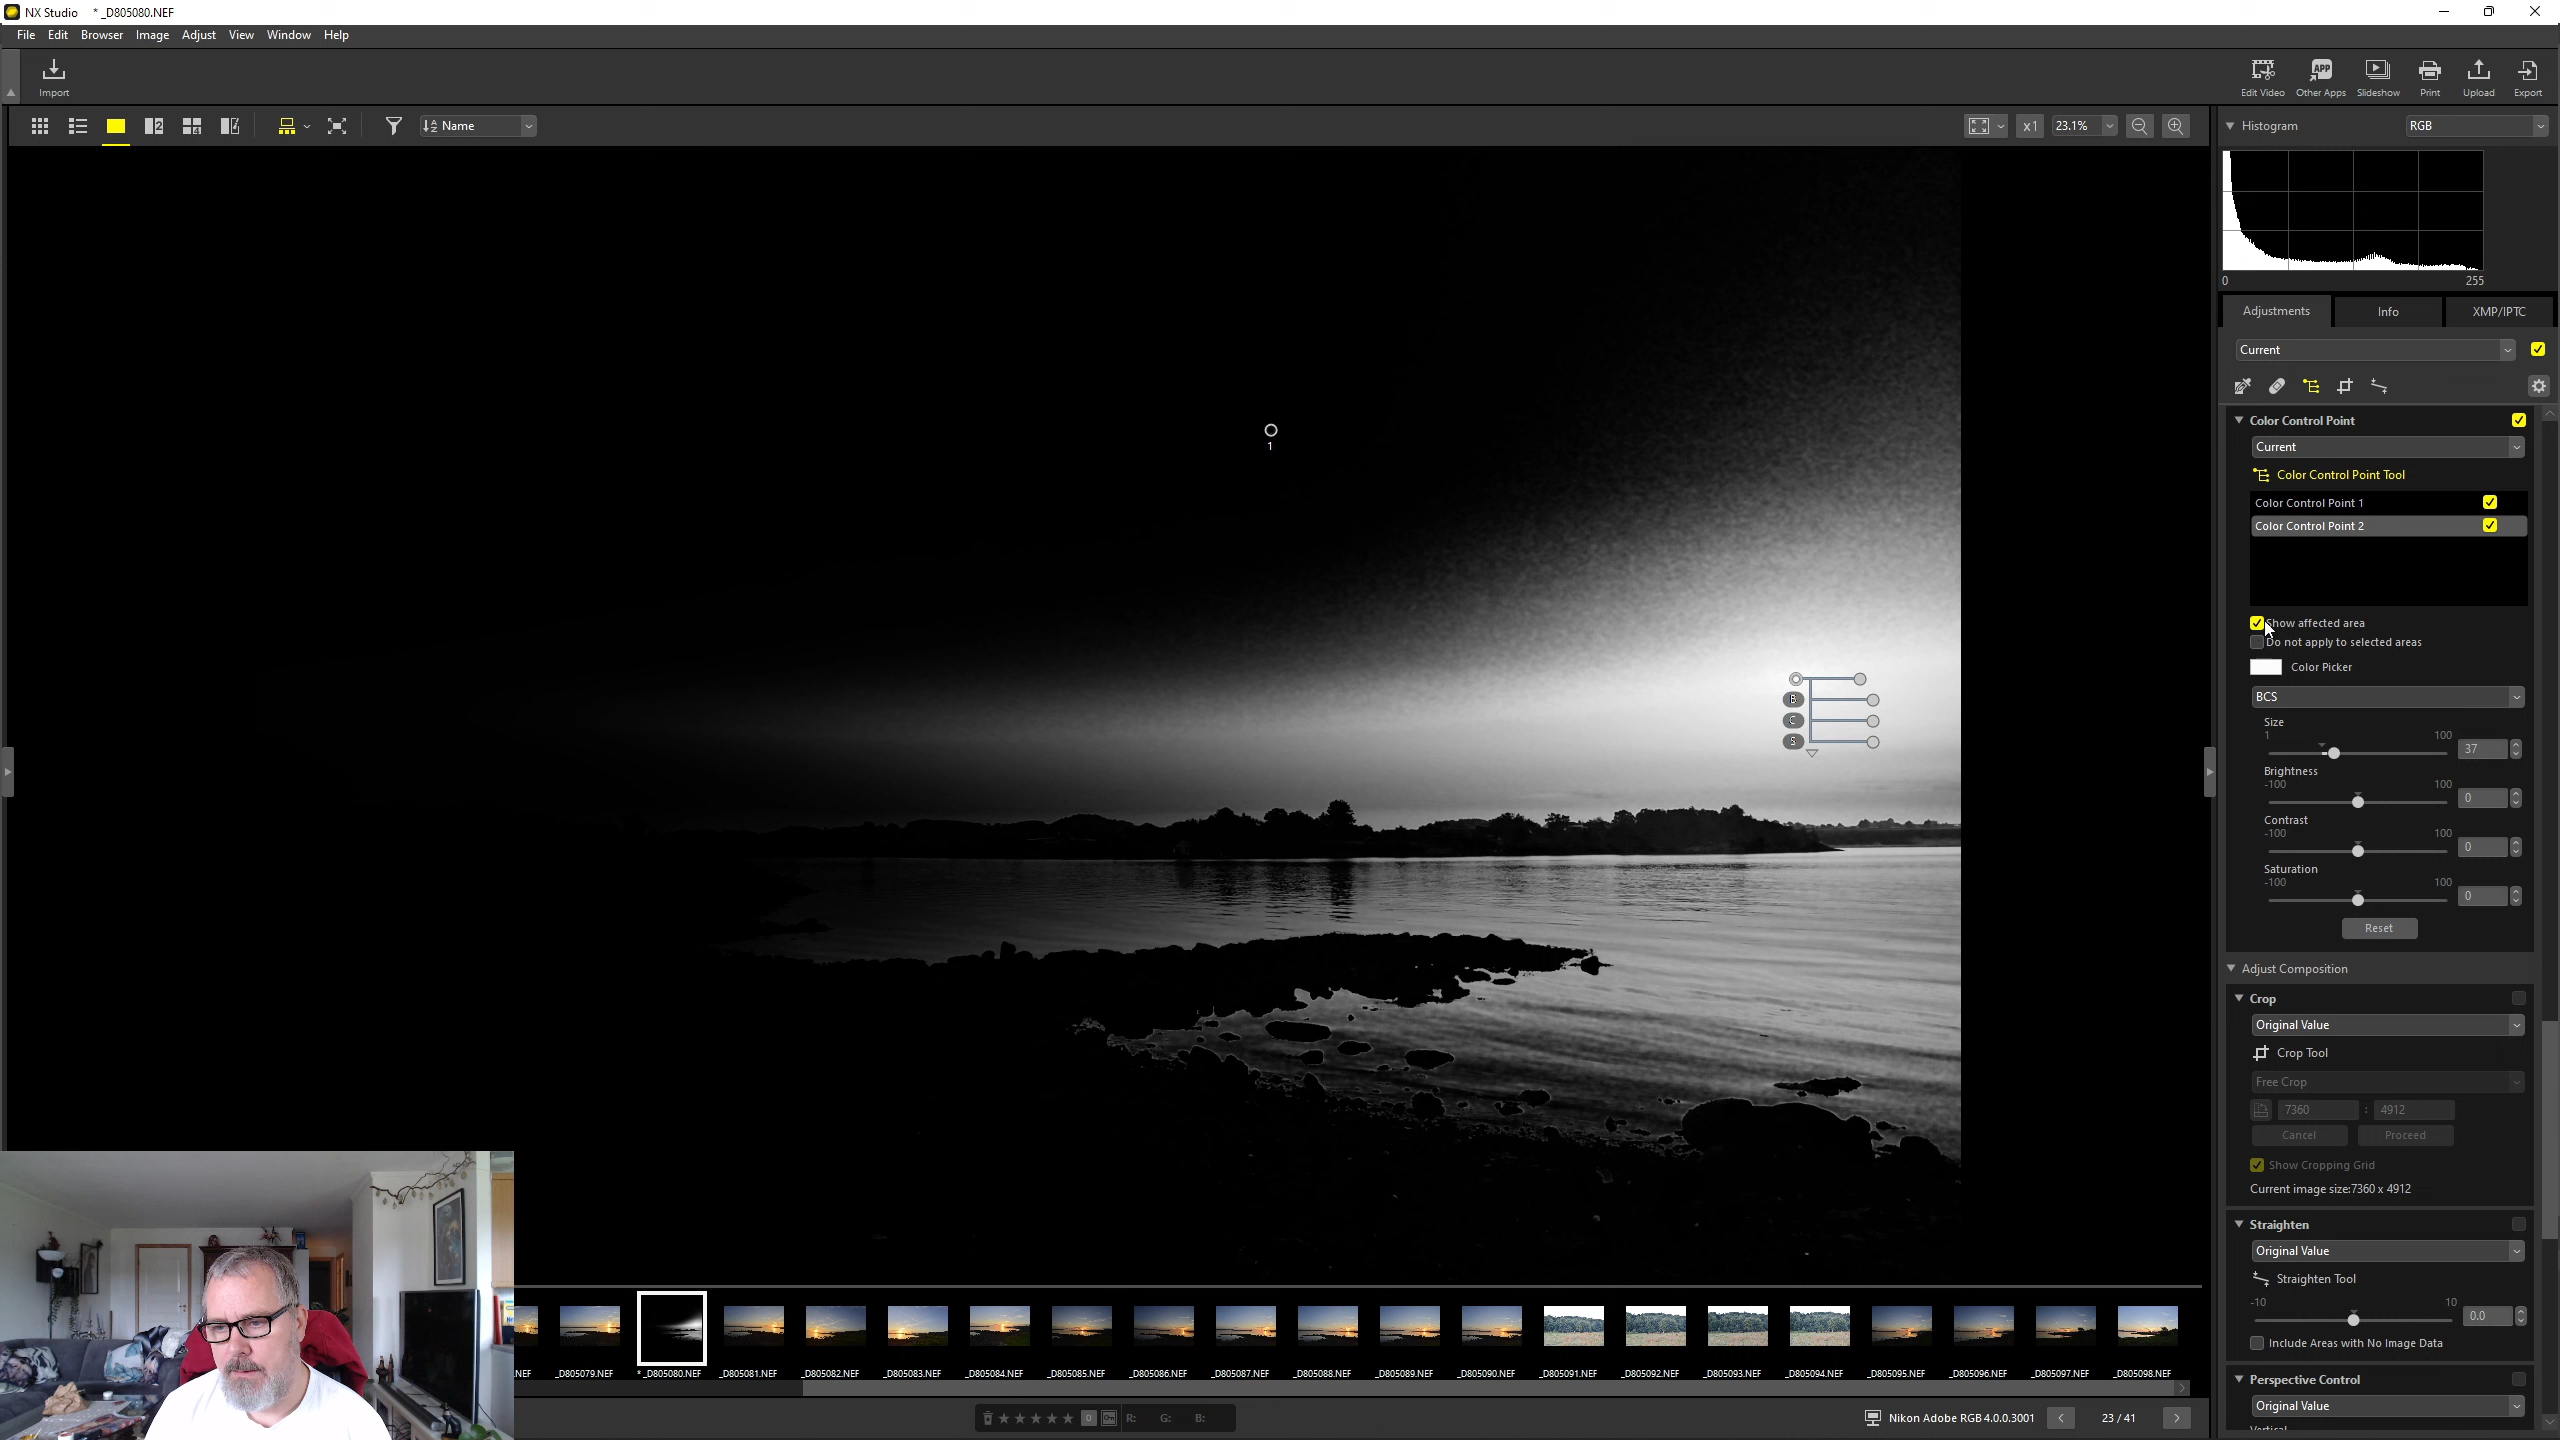 NX Studio * _D805080.NEF
File Edit Browser Image Adjust View Window Help
Import
Edit Video Other Apps Slideshow Print Upload Export
Name
x1 23.1%
Histogram RGB
0 255
Adjustments Info XMP/IPTC
Current
Color Control Point
Current
Color Control Point Tool
Color Control Point 1
Color Control Point 2
Show affected area
Do not apply to selected areas
Color Picker
BCS
Size
1 100
37
Brightness
-100 100
0
Contrast
-100 100
0
Saturation
-100 100
0
Reset
Adjust Composition
Crop
Original Value
Crop Tool
Free Crop
7360 : 4912
Cancel Proceed
Show Cropping Grid
Current image size:7360 x 4912
Straighten
Original Value
Straighten Tool
-10 10
0.0
Include Areas with No Image Data
Perspective Control
Original Value
Vertical
1
B
C
S
.NEF _D805079.NEF * _D805080.NEF _D805081.NEF _D805082.NEF _D805083.NEF _D805084.NEF _D805085.NEF _D805086.NEF _D805087.NEF _D805088.NEF _D805089.NEF _D805090.NEF _D805091.NEF _D805092.NEF _D805093.NEF _D805094.NEF _D805095.NEF _D805096.NEF _D805097.NEF _D805098.NEF
0 R: G: B:
Nikon Adobe RGB 4.0.0.3001 23 / 41